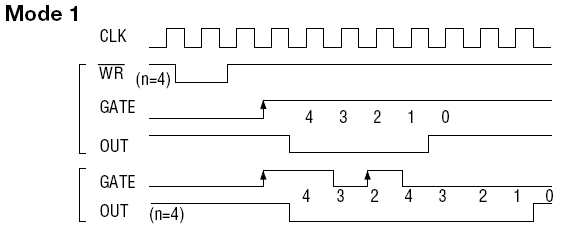 Mode 1
CLK
WR (n=4)
GATE
4 3 2 1 0
OUT
GATE
4 3 2 4 3 2 1 0
OUT (n=4)